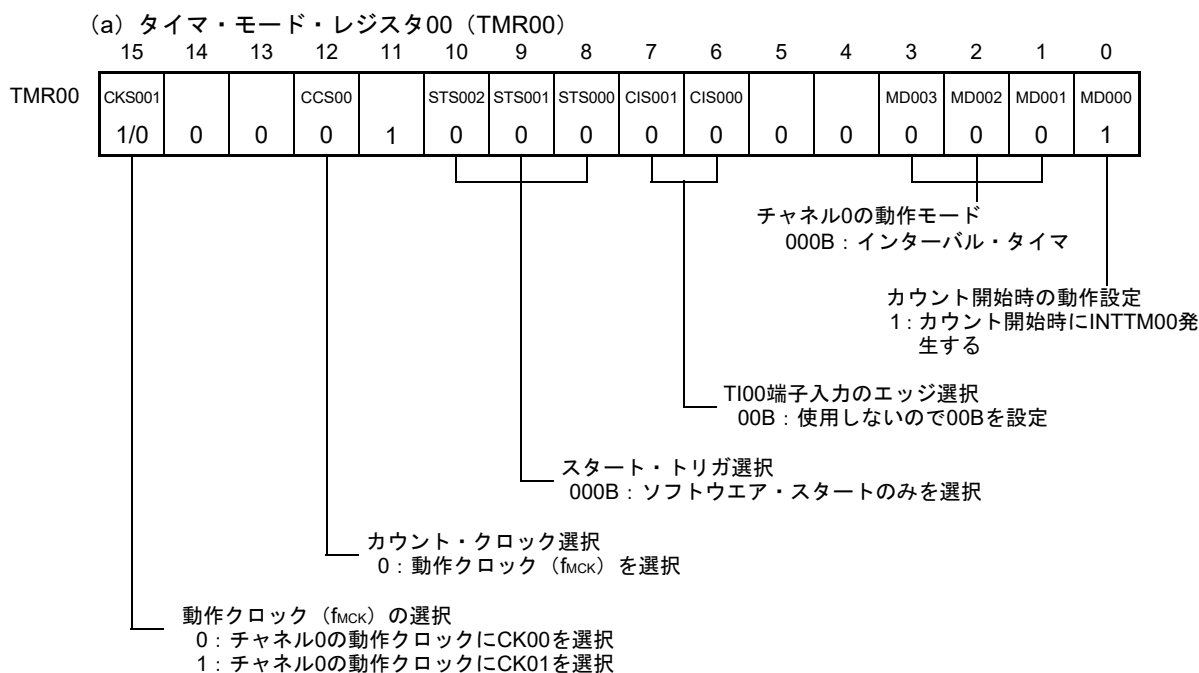 (a) タイマ・モード・レジスタ00（TMR00）
15 14 13 12 11 10 9 8 7 6 5 4 3 2 1 0
TMR00 CKS001 CCS00 STS002 STS001 STS000 CIS001 CIS000 MD003 MD002 MD001 MD000
1/0 0 0 0 1 0 0 0 0 0 0 0 0 0 0 1
チャネル0の動作モード
000B：インターバル・タイマ
カウント開始時の動作設定
1：カウント開始時にINTTM00発
生する
TI00端子入力のエッジ選択
00B：使用しないので00Bを設定
スタート・トリガ選択
000B：ソフトウエア・スタートのみを選択
カウント・クロック選択
0：動作クロック（fMCK）を選択
動作クロック（fMCK）の選択
0：チャネル0の動作クロックにCK00を選択
1：チャネル0の動作クロックにCK01を選択